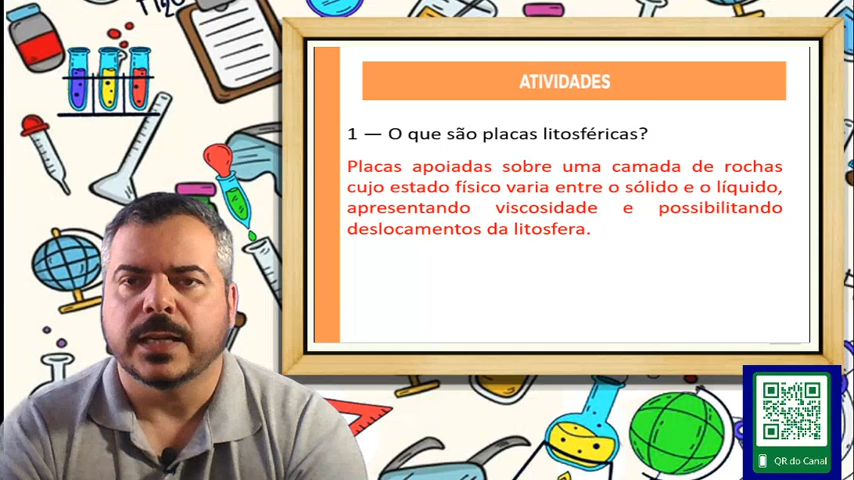 ATIVIDADES
1 — O que são placas litosféricas?
Placas apoiadas sobre uma camada de rochas
cujo estado físico varia entre o sólido e o líquido,
apresentando viscosidade e possibilitando
deslocamentos da litosfera.
QR do Canal